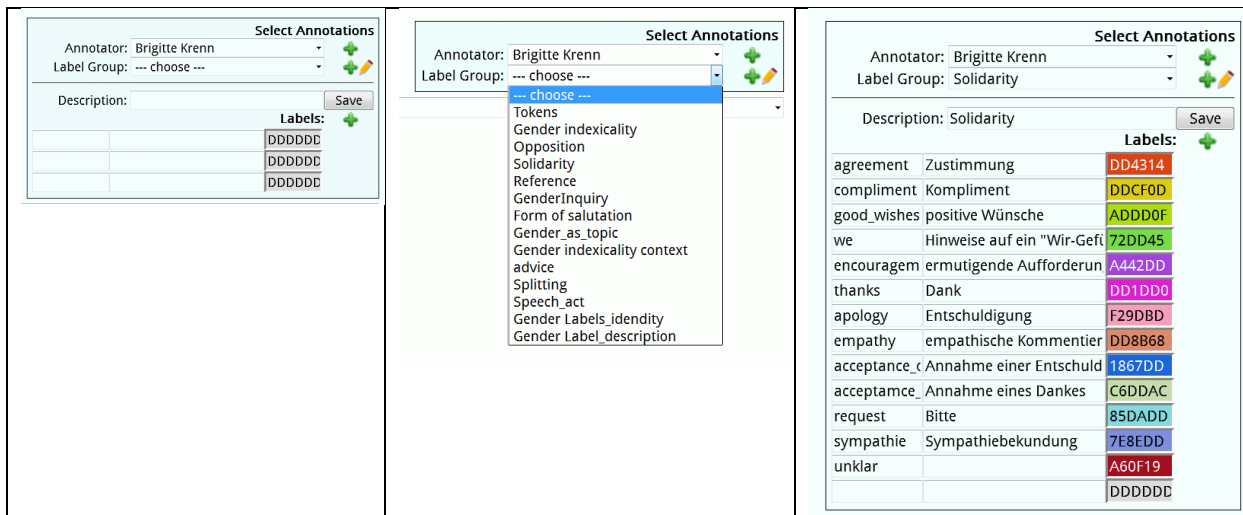 Select Annotations
Annotator: Brigitte Krenn
Label Group: --- choose ---
Description: Save
Labels:
DDDDDD
DDDDDD
DDDDDD
Select Annotations
Annotator: Brigitte Krenn
Label Group: --- choose ---
--- choose ---
Tokens
Gender indexicality
Opposition
Solidarity
Reference
GenderInquiry
Form of salutation
Gender_as_topic
Gender indexicality context
advice
Splitting
Speech_act
Gender Labels_idendity
Gender Label_description
Select Annotations
Annotator: Brigitte Krenn
Label Group: Solidarity
Description: Solidarity Save
Labels:
agreement Zustimmung DD4314
compliment Kompliment DDCF0D
good_wishes positive Wünsche ADDD0F
we Hinweise auf ein "Wir-Gefü 72DD45
encouragem ermutigende Aufforderun A442DD
thanks Dank DD1DD0
apology Entschuldigung F29DBD
empathy empathische Kommentier DD8B68
acceptance_c Annahme einer Entschuld 1867DD
acceptamce_ Annahme eines Dankes C6DDAC
request Bitte 85DADD
sympathie Sympathiebekundung 7E8EDD
unklar A60F19
DDDDDD